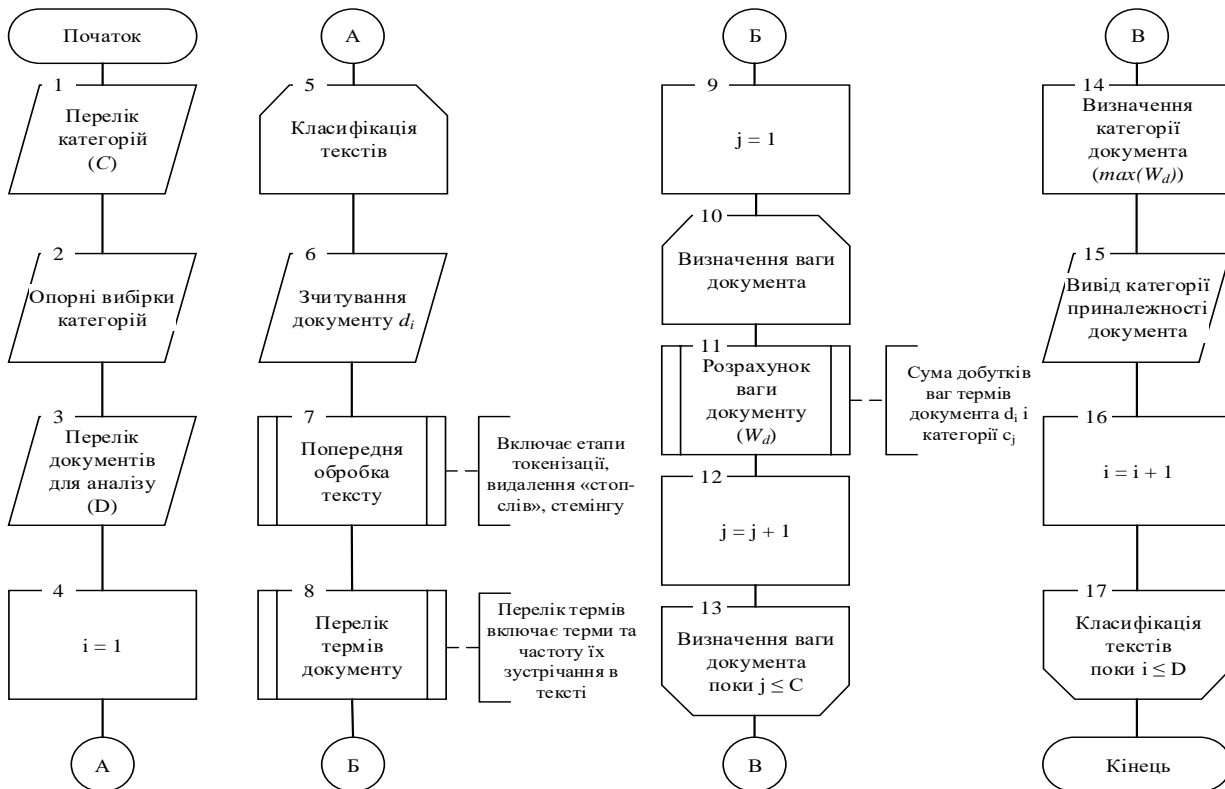 Початок
1
Перелік
категорій
(C)
2
Опорні вибірки
категорій
3
Перелік
документів
для аналізу
(D)
4
i = 1
А
А
5
Класифікація
текстів
6
Зчитування
документу di
7
Попередня
обробка
тексту
Включає етапи
токенізації,
видалення «стоп-
слів», стемінгу
8
Перелік
термів
документу
Перелік термів
включає терми та
частоту їх
зустрічання в
тексті
Б
Б
9
j = 1
10
Визначення ваги
документа
11
Розрахунок
ваги
документу
(Wd)
Сума добутків
ваг термів
документа di і
категорії cj
12
j = j + 1
13
Визначення ваги
документа
поки j ≤ C
В
В
14
Визначення
категорії
документа
(max(Wd))
15
Вивід категорії
приналежності
документа
16
i = i + 1
17
Класифікація
текстів
поки i ≤ D
Кінець